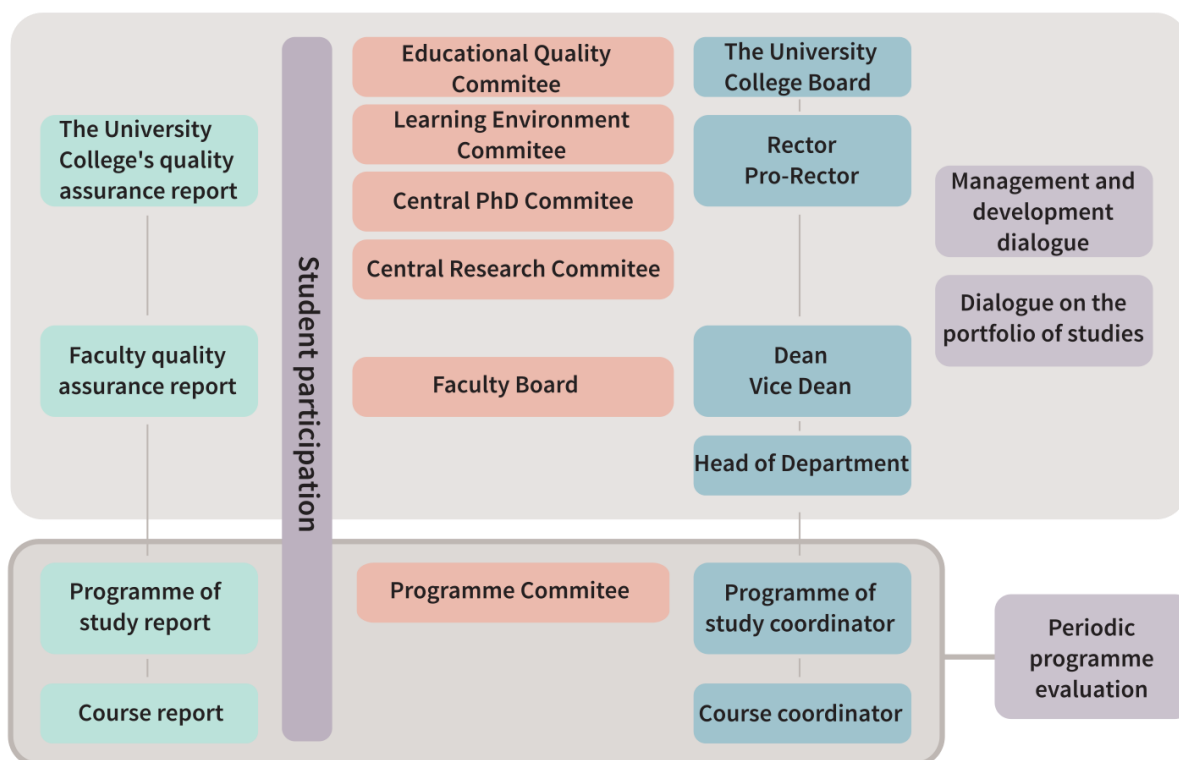 The University
College's quality
assurance report
Faculty quality
assurance report
Programme of
study report
Course report
Student participation
Educational Quality
Commitee
Learning Environment
Commitee
Central PhD Commitee
Central Research Commitee
Faculty Board
Programme Commitee
The University
College Board
Rector
Pro-Rector
Dean
Vice Dean
Head of Department
Programme of
study coordinator
Course coordinator
Management and
development
dialogue
Dialogue on the
portfolio of studies
Periodic
programme
evaluation